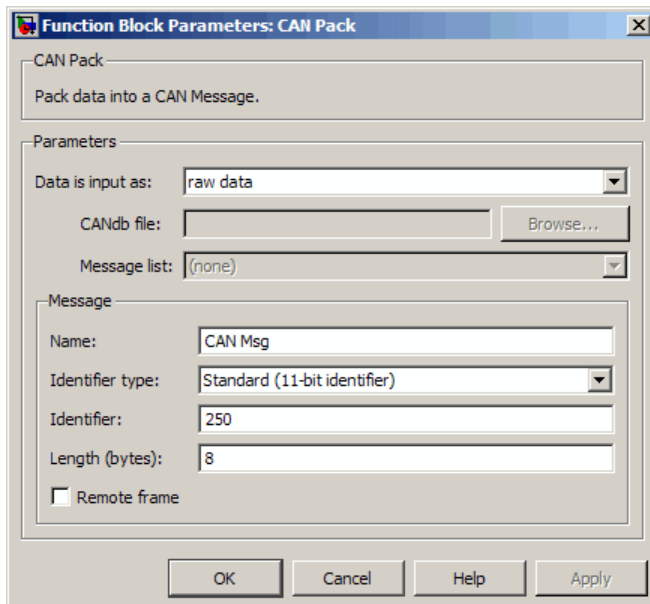 Function Block Parameters: CAN Pack
CAN Pack
Pack data into a CAN Message.
Parameters
Data is input as: raw data
CANdb file: Browse...
Message list: (none)
Message
Name: CAN Msg
Identifier type: Standard (11-bit identifier)
Identifier: 250
Length (bytes): 8
Remote frame
OK Cancel Help Apply